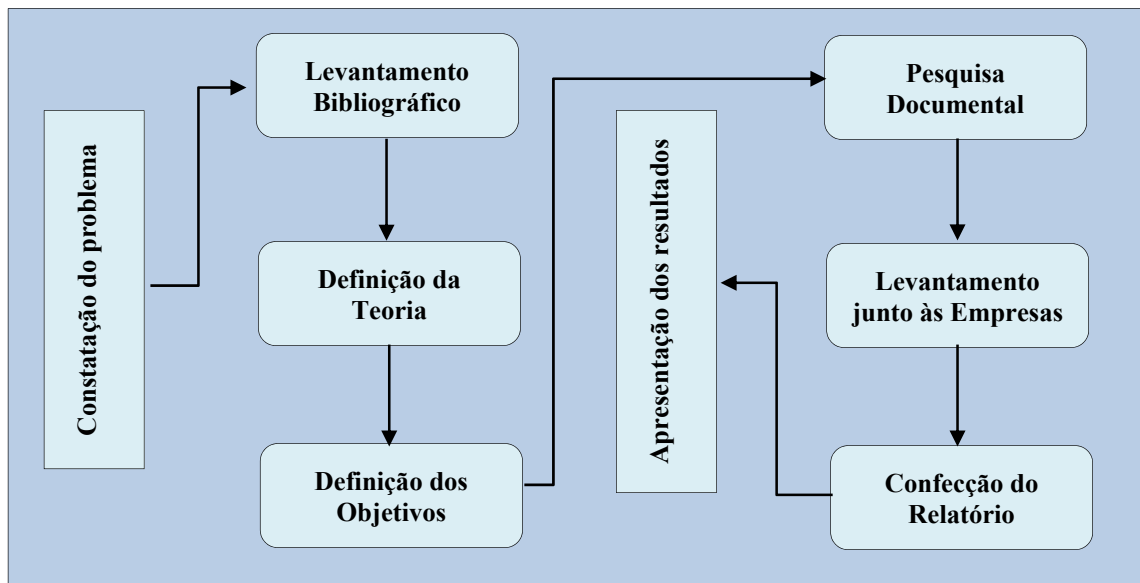 Constatação do problema
Levantamento
Bibliográfico
Definição da
Teoria
Definição dos
Objetivos
Pesquisa
Documental
Levantamento
junto às Empresas
Confecção do
Relatório
Apresentação dos resultados